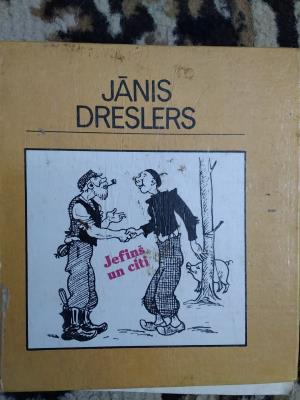 JĀNIS
DRESLERS
Jefiņš
un citi